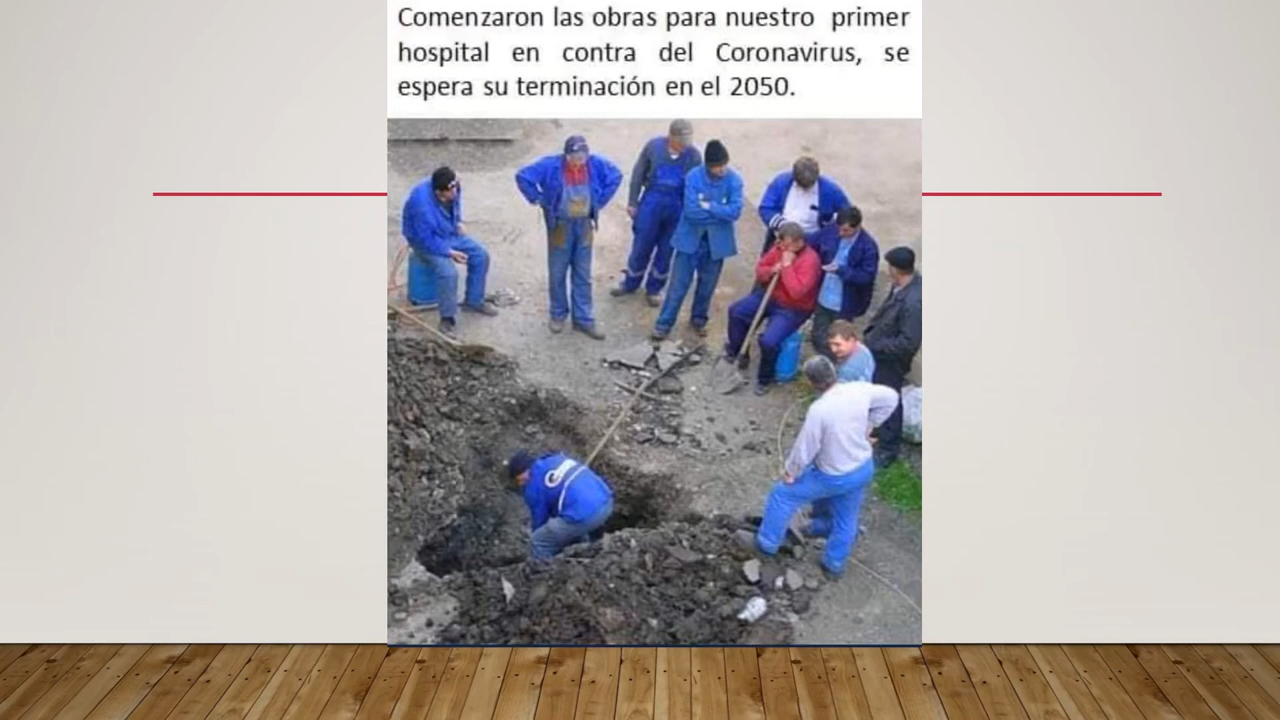 Comenzaron las obras para nuestro primer
hospital en contra del Coronavirus, se
espera su terminación en el 2050.